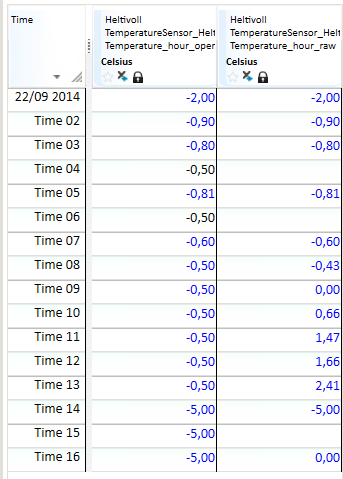 Time
Heltivoll
TemperatureSensor_Helt
Temperature_hour_oper
Celsius
Heltivoll
TemperatureSensor_Helt
Temperature_hour_raw
Celsius
22/09 2014 -2,00 -2,00
Time 02 -0,90 -0,90
Time 03 -0,80 -0,80
Time 04 -0,50
Time 05 -0,81 -0,81
Time 06 -0,50
Time 07 -0,60 -0,60
Time 08 -0,50 -0,43
Time 09 -0,50 0,00
Time 10 -0,50 0,66
Time 11 -0,50 1,47
Time 12 -0,50 1,66
Time 13 -0,50 2,41
Time 14 -5,00 -5,00
Time 15 -5,00
Time 16 -5,00 0,00